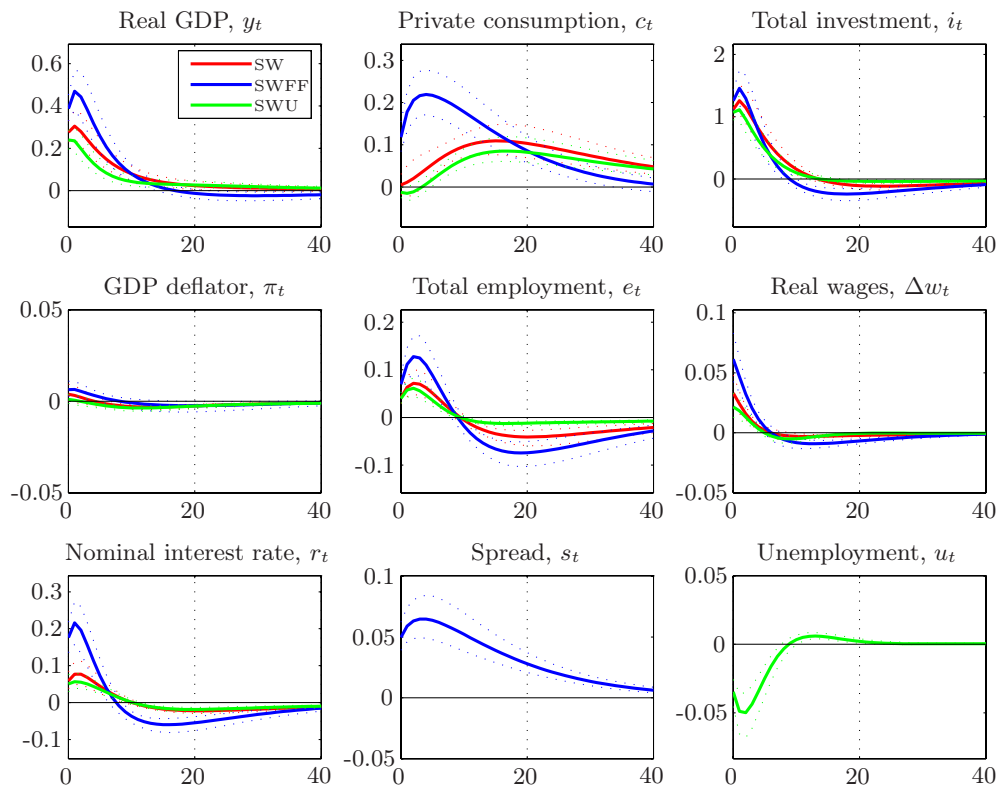 Real GDP, y_t
Private consumption, c_t
Total investment, i_t
0.6
0.4
0.2
0
0 20 40
SW
SWFF
SWU
0.3
0.2
0.1
0
0 20 40
2
1
0
0 20 40
GDP deflator, π_t
Total employment, e_t
Real wages, Δw_t
0.05
0
-0.05
0 20 40
0.2
0.1
0
-0.1
0 20 40
0.1
0.05
0
-0.05
0 20 40
Nominal interest rate, r_t
Spread, s_t
Unemployment, u_t
0.3
0.2
0.1
0
-0.1
0 20 40
0.1
0.05
0
-0.05
0 20 40
0.05
0
-0.05
0 20 40